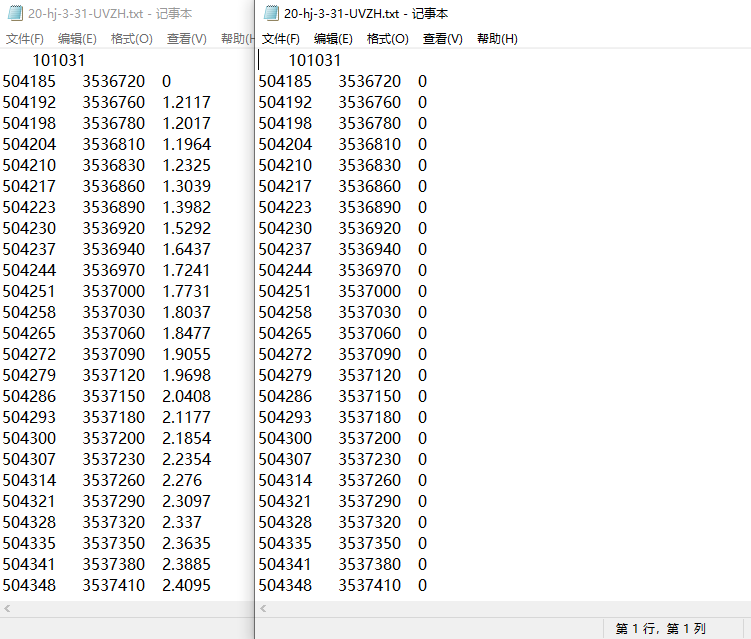 20-hj-3-31-UVZH.txt - 记事本
文件(F) 编辑(E) 格式(O) 查看(V) 帮助(H
101031
504185 3536720 0
504192 3536760 1.2117
504198 3536780 1.2017
504204 3536810 1.1964
504210 3536830 1.2325
504217 3536860 1.3039
504223 3536890 1.3982
504230 3536920 1.5292
504237 3536940 1.6437
504244 3536970 1.7241
504251 3537000 1.7731
504258 3537030 1.8037
504265 3537060 1.8477
504272 3537090 1.9055
504279 3537120 1.9698
504286 3537150 2.0408
504293 3537180 2.1177
504300 3537200 2.1854
504307 3537230 2.2354
504314 3537260 2.276
504321 3537290 2.3097
504328 3537320 2.337
504335 3537350 2.3635
504341 3537380 2.3885
504348 3537410 2.4095
20-hj-3-31-UVZH.txt - 记事本
文件(F) 编辑(E) 格式(O) 查看(V) 帮助(H)
101031
504185 3536720 0
504192 3536760 0
504198 3536780 0
504204 3536810 0
504210 3536830 0
504217 3536860 0
504223 3536890 0
504230 3536920 0
504237 3536940 0
504244 3536970 0
504251 3537000 0
504258 3537030 0
504265 3537060 0
504272 3537090 0
504279 3537120 0
504286 3537150 0
504293 3537180 0
504300 3537200 0
504307 3537230 0
504314 3537260 0
504321 3537290 0
504328 3537320 0
504335 3537350 0
504341 3537380 0
504348 3537410 0
第 1 行，第 1 列